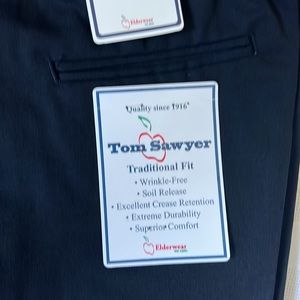 Elderwear
"Quality since 1916"
Tom Sawyer
Traditional Fit
• Wrinkle-Free
• Soil Release
• Excellent Crease Retention
• Extreme Durability
• Superior Comfort
Elderwear